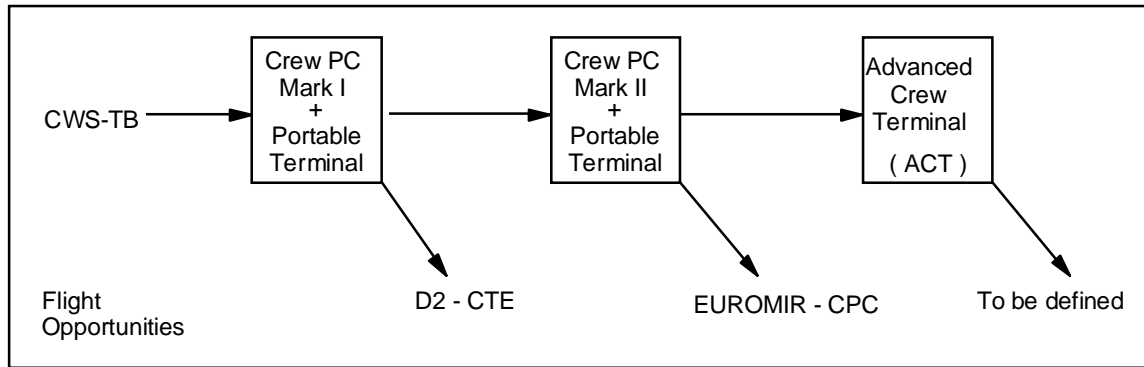 CWS-TB
Crew PC
Mark I
+
Portable
Terminal
Crew PC
Mark II
+
Portable
Terminal
Advanced
Crew
Terminal
( ACT )
Flight
Opportunities
D2 - CTE
EUROMIR - CPC
To be defined